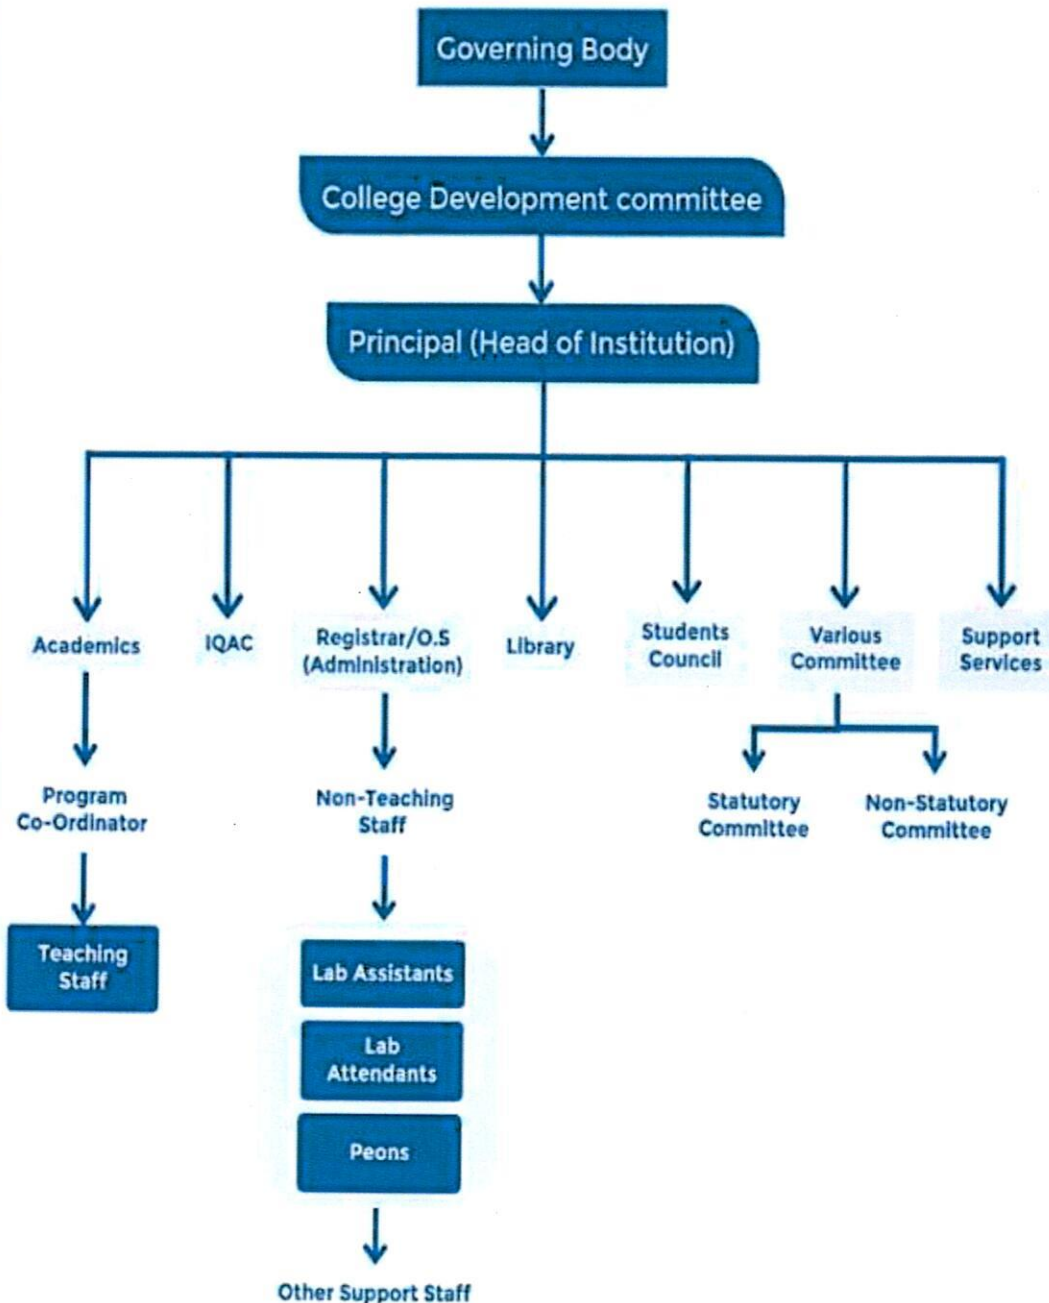 Governing Body
College Development committee
Principal (Head of Institution)
Academics
IQAC
Registrar/O.S
(Administration)
Library
Students
Council
Various
Committee
Support
Services
Program
Co-Ordinator
Non-Teaching
Staff
Statutory
Committee
Non-Statutory
Committee
Teaching
Staff
Lab Assistants
Lab
Attendants
Peons
Other Support Staff